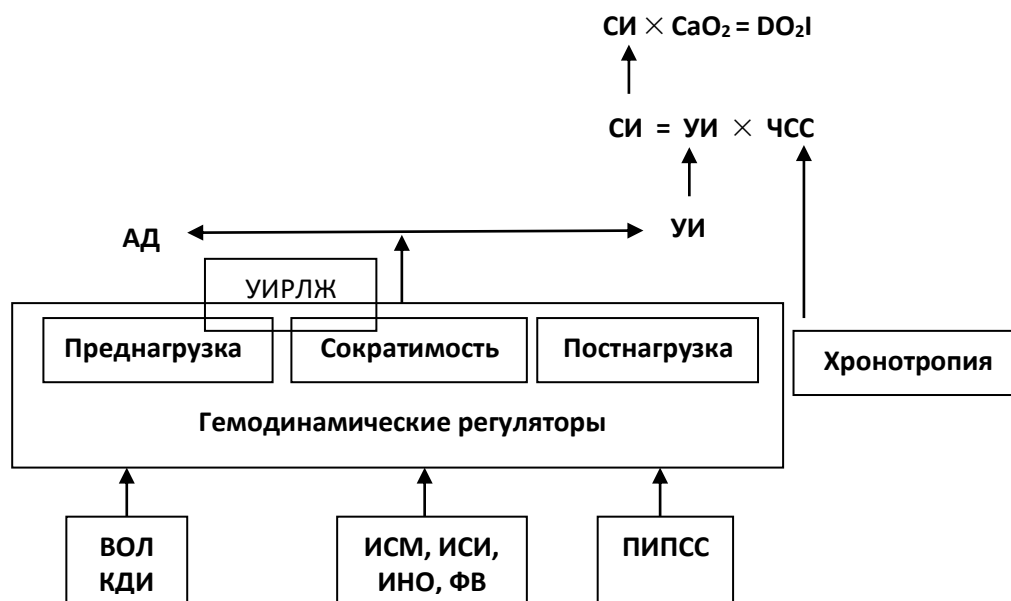 СИ × CaO₂ = DO₂I
СИ = УИ × ЧСС
АД
УИ
УИРЛЖ
Преднагрузка
Сократимость
Постнагрузка
Хронотропия
Гемодинамические регуляторы
ВОЛ
КДИ
ИСМ, ИСИ,
ИНО, ФВ
ПИПСС